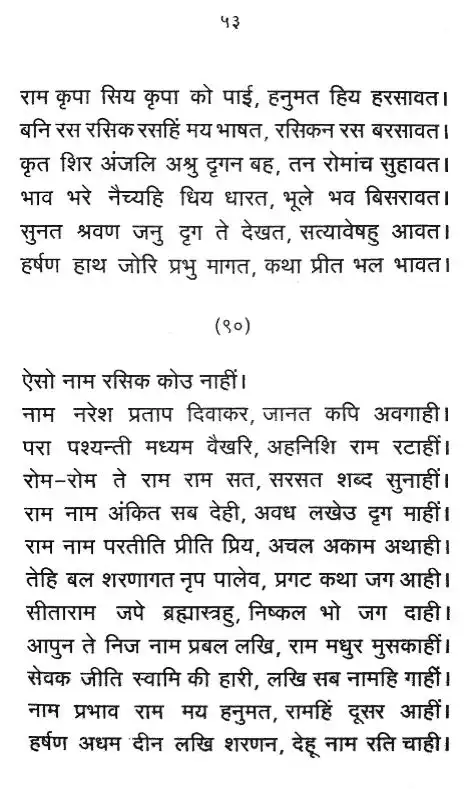 ५३
राम कृपा सिय कृपा को पाई, हनुमत हिय हरसावत।
बनि रस रसिक रसहिं मय भाषत, रसिकन रस बरसावत।
कृत शिर अंजलि अश्रु दृगन बह, तन रोमांच सुहावत।
भाव भरे नैच्यहि धिय धारत, भूले भव बिसरावत।
सुनत श्रवण जनु दृग ते देखत, सत्यावेषहु आवत।
हर्षण हाथ जोरि प्रभु मागत, कथा प्रीत भल भावत।
(९०)
ऐसो नाम रसिक कोउ नाहीं।
नाम नरेश प्रताप दिवाकर, जानत कपि अवगाही।
परा पश्यन्ती मध्यम वैखरि, अहनिशि राम रटाहीं।
रोम-रोम ते राम राम सत, सरसत शब्द सुनाहीं।
राम नाम अंकित सब देही, अवध लखेउ दृग माहीं।
राम नाम परतीति प्रीति प्रिय, अचल अकाम अथाही।
तेहि बल शरणागत नृप पालेव, प्रगट कथा जग आही।
सीताराम जपे ब्रह्मास्त्रहु, निष्कल भो जग दाही।
आपुन ते निज नाम प्रबल लखि, राम मधुर मुसकाहीं।
सेवक जीति स्वामि की हारी, लखि सब नामहि गाहीं।
नाम प्रभाव राम मय हनुमत, रामहिं दूसर आहीं।
हर्षण अधम दीन लखि शरणन, देहू नाम रति चाही।